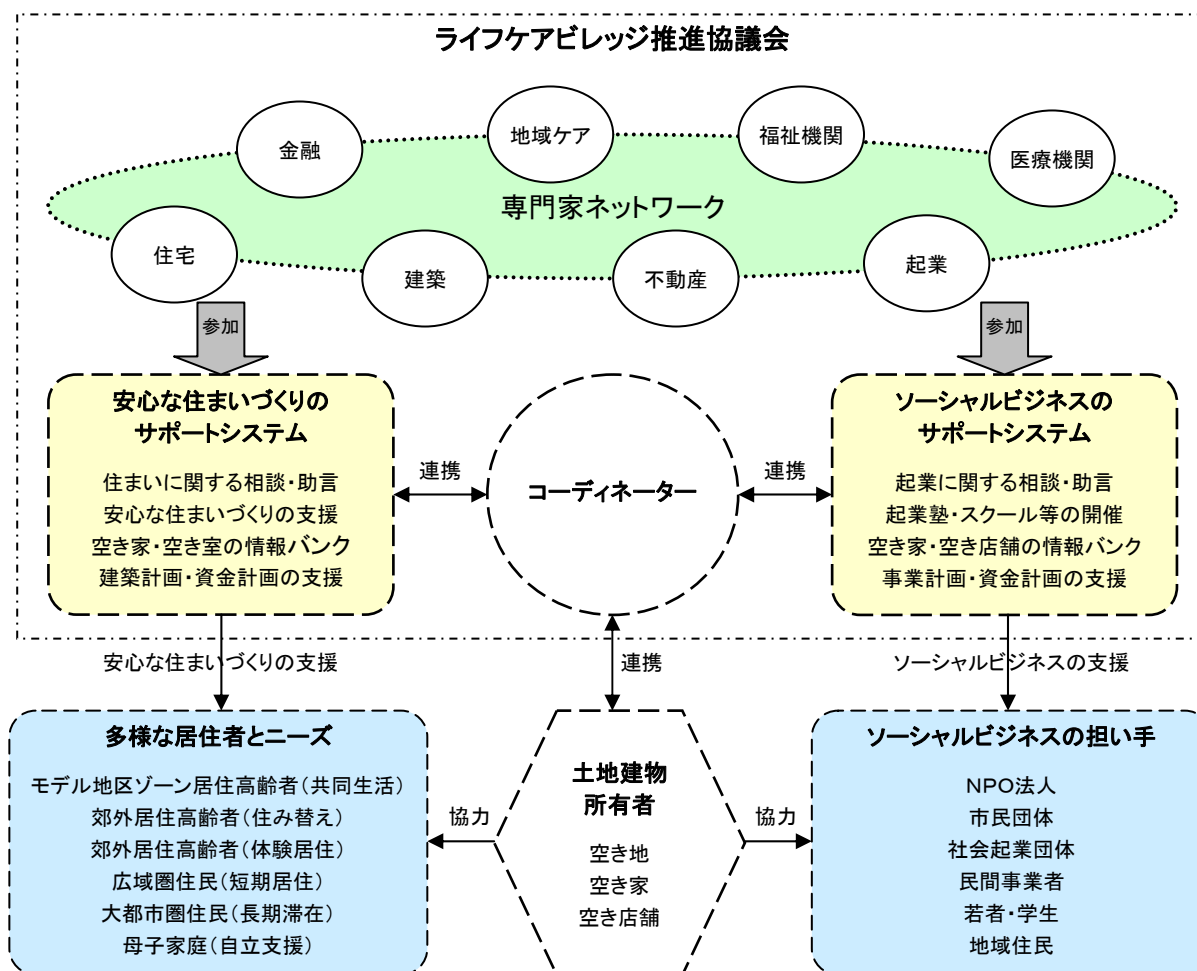 ライフケアビレッジ推進協議会
金融
地域ケア
福祉機関
医療機関
専門家ネットワーク
住宅
建築
不動産
起業
参加
参加
安心な住まいづくりの
サポートシステム
住まいに関する相談・助言
安心な住まいづくりの支援
空き家・空き室の情報バンク
建築計画・資金計画の支援
連携
コーディネーター
連携
ソーシャルビジネスの
サポートシステム
起業に関する相談・助言
起業塾・スクール等の開催
空き家・空き店舗の情報バンク
事業計画・資金計画の支援
安心な住まいづくりの支援
連携
ソーシャルビジネスの支援
多様な居住者とニーズ
モデル地区ゾーン居住高齢者(共同生活)
郊外居住高齢者(住み替え)
郊外居住高齢者(体験居住)
広域圏住民(短期居住)
大都市圏住民(長期滞在)
母子家庭(自立支援)
協力
土地建物
所有者
空き地
空き家
空き店舗
協力
ソーシャルビジネスの担い手
NPO法人
市民団体
社会起業団体
民間事業者
若者・学生
地域住民